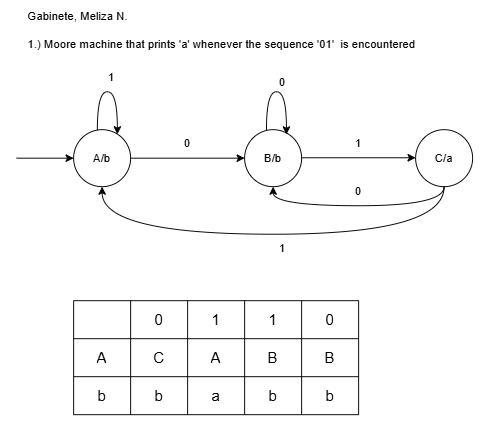 Gabinete, Meliza N.
1.) Moore machine that prints 'a' whenever the sequence '01' is encountered
1
0
A/b
0
B/b
1
C/a
0
1
0 1 1 0
A C A B B
b b a b b